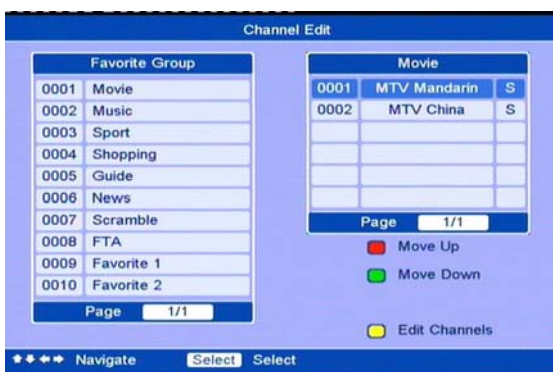 Channel Edit
Favorite Group
0001 Movie
0002 Music
0003 Sport
0004 Shopping
0005 Guide
0006 News
0007 Scramble
0008 FTA
0009 Favorite 1
0010 Favorite 2
Page 1/1
Movie
0001 MTV Mandarin S
0002 MTV China S
Page 1/1
Move Up
Move Down
Edit Channels
Navigate Select Select